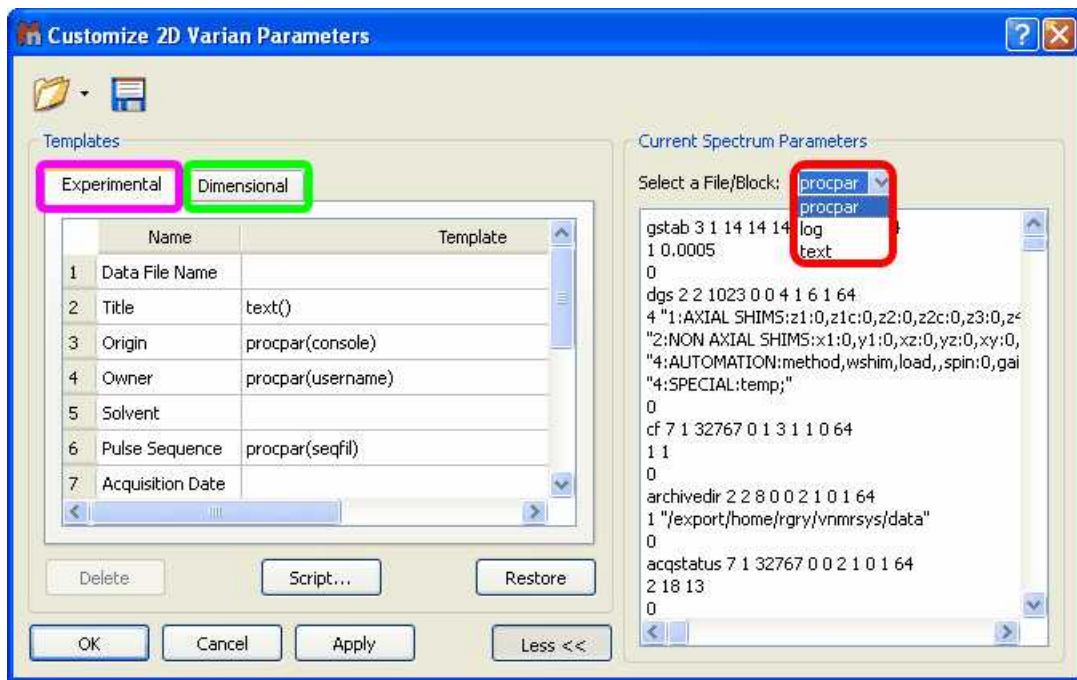 Customize 2D Varian Parameters
Templates
Experimental
Dimensional
Name Template
1 Data File Name
2 Title text()
3 Origin procpar(console)
4 Owner procpar(username)
5 Solvent
6 Pulse Sequence procpar(seqfil)
7 Acquisition Date
Delete
Script...
Restore
OK
Cancel
Apply
Less <<
Current Spectrum Parameters
Select a File/Block: procpar
procpar
log
text
gstab 3 1 14 14 14
1 0.0005
0
dgs 2 2 1023 0 0 4 1 6 1 64
4 "1:AXIAL SHIMS:z1:0,z1c:0,z2:0,z2c:0,z3:0,z4
"2:NON AXIAL SHIMS:x1:0,y1:0,xz:0,yz:0,xy:0,
"4:AUTOMATION:method,wshim,load,,spin:0,gai
"4:SPECIAL:temp;"
0
cf 7 1 32767 0 1 3 1 1 0 64
1 1
0
archivedir 2 2 8 0 0 2 1 0 1 64
1 "/export/home/rgry/vnmrsys/data"
0
acqstatus 7 1 32767 0 0 2 1 0 1 64
2 18 13
0